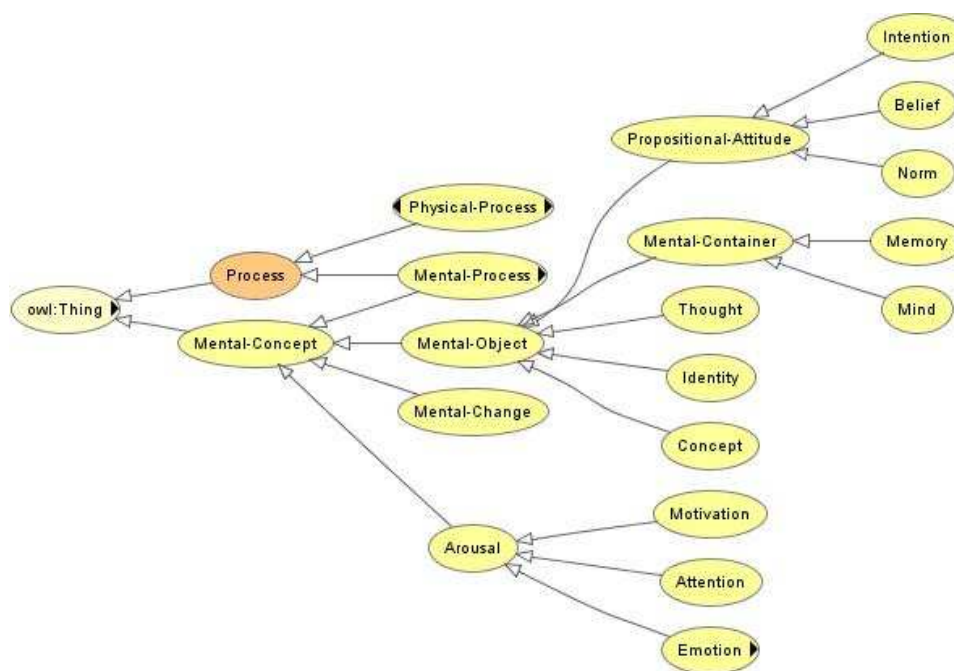 Intention
Belief
Propositional-Attitude
Norm
Physical-Process
Mental-Container
Memory
Process
Mental-Process
owl:Thing
Thought
Mind
Mental-Concept
Mental-Object
Identity
Mental-Change
Concept
Motivation
Arousal
Attention
Emotion